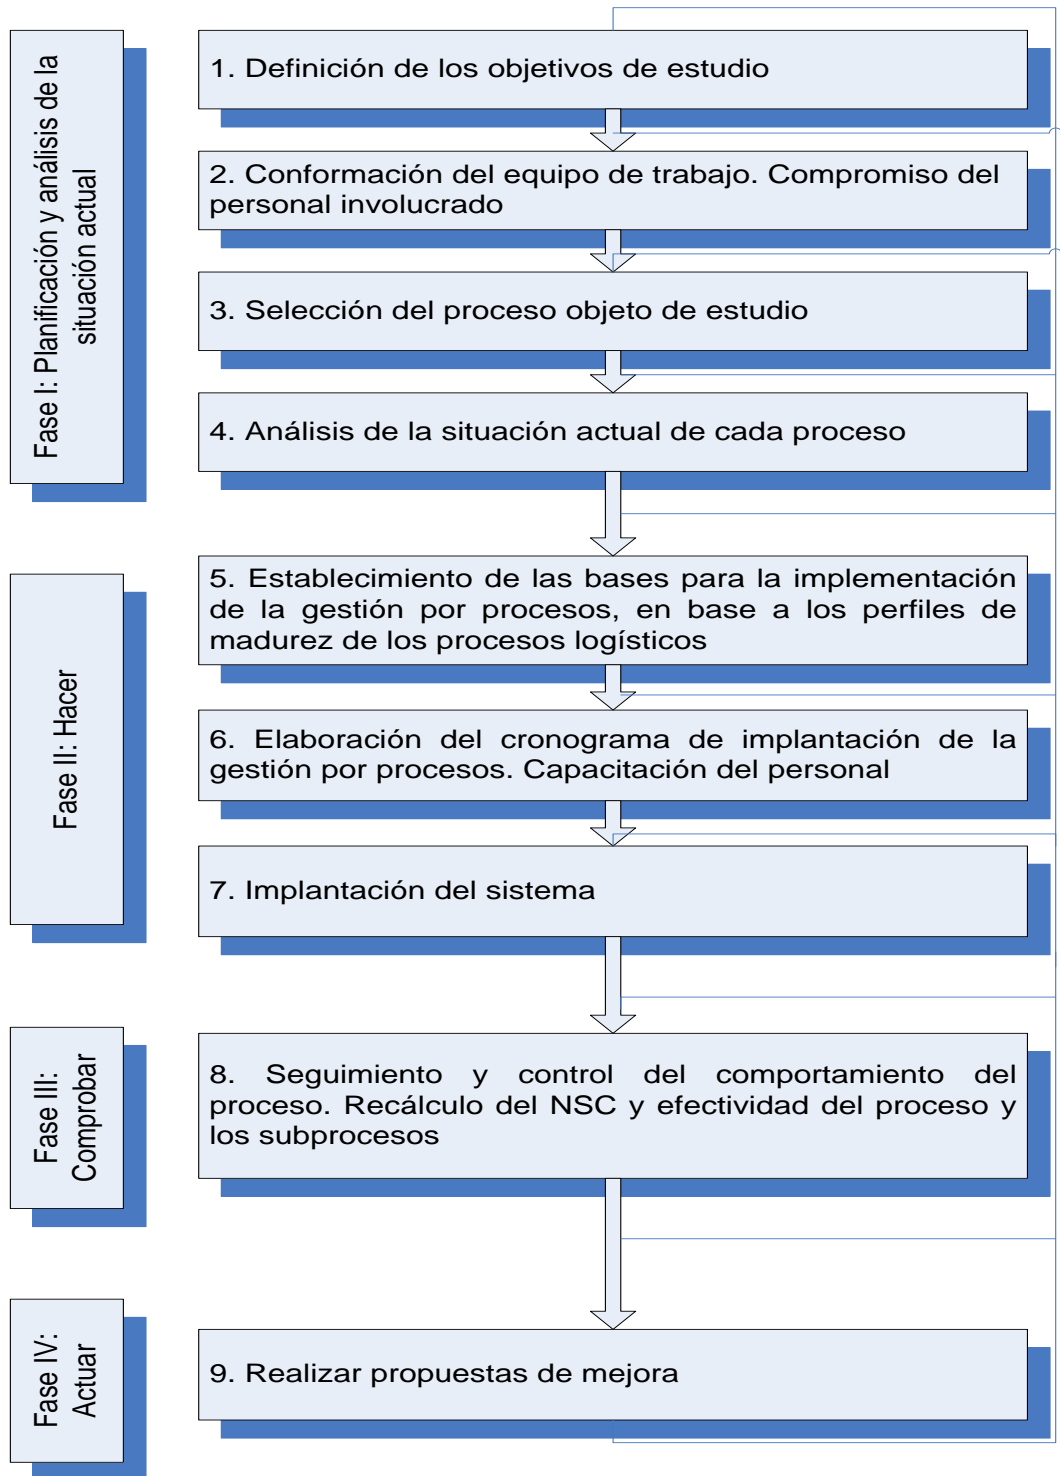 Fase I: Planificación y análisis de la
situación actual
1. Definición de los objetivos de estudio
2. Conformación del equipo de trabajo. Compromiso del
personal involucrado
3. Selección del proceso objeto de estudio
4. Análisis de la situación actual de cada proceso
Fase II: Hacer
5. Establecimiento de las bases para la implementación
de la gestión por procesos, en base a los perfiles de
madurez de los procesos logísticos
6. Elaboración del cronograma de implantación de la
gestión por procesos. Capacitación del personal
7. Implantación del sistema
Fase III:
Comprobar
8. Seguimiento y control del comportamiento del
proceso. Recálculo del NSC y efectividad del proceso y
los subprocesos
Fase IV:
Actuar
9. Realizar propuestas de mejora